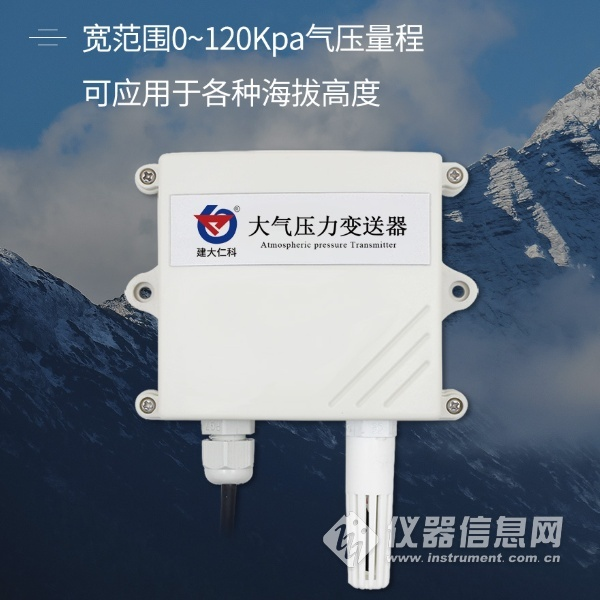 宽范围0~120Kpa气压量程
可应用于各种海拔高度
®
建大仁科
大气压力变送器
Atmospheric pressure Transmitter
仪器信息网
www.instrument.com.cn